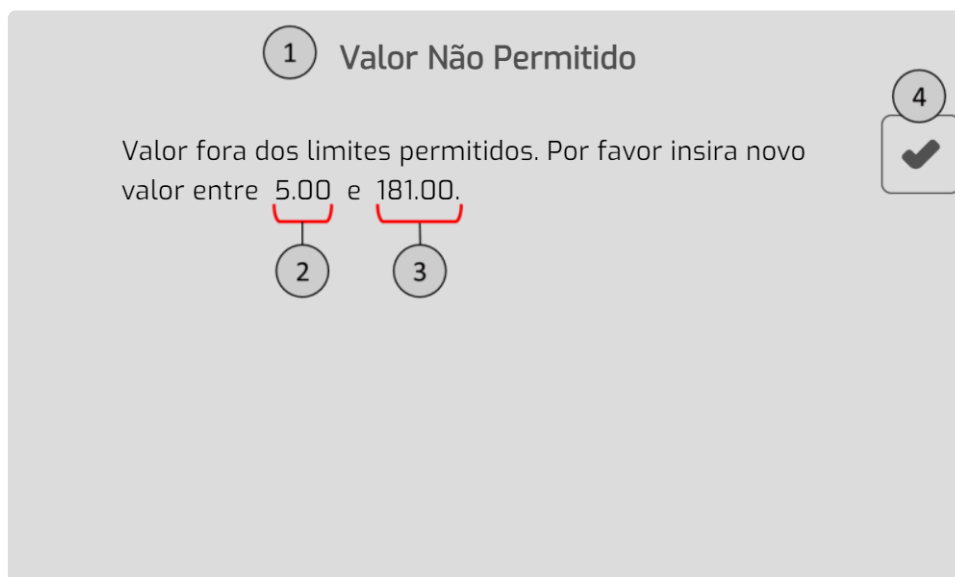 1 Valor Não Permitido
4
Valor fora dos limites permitidos. Por favor insira novo
valor entre 5.00 e 181.00.
2 3